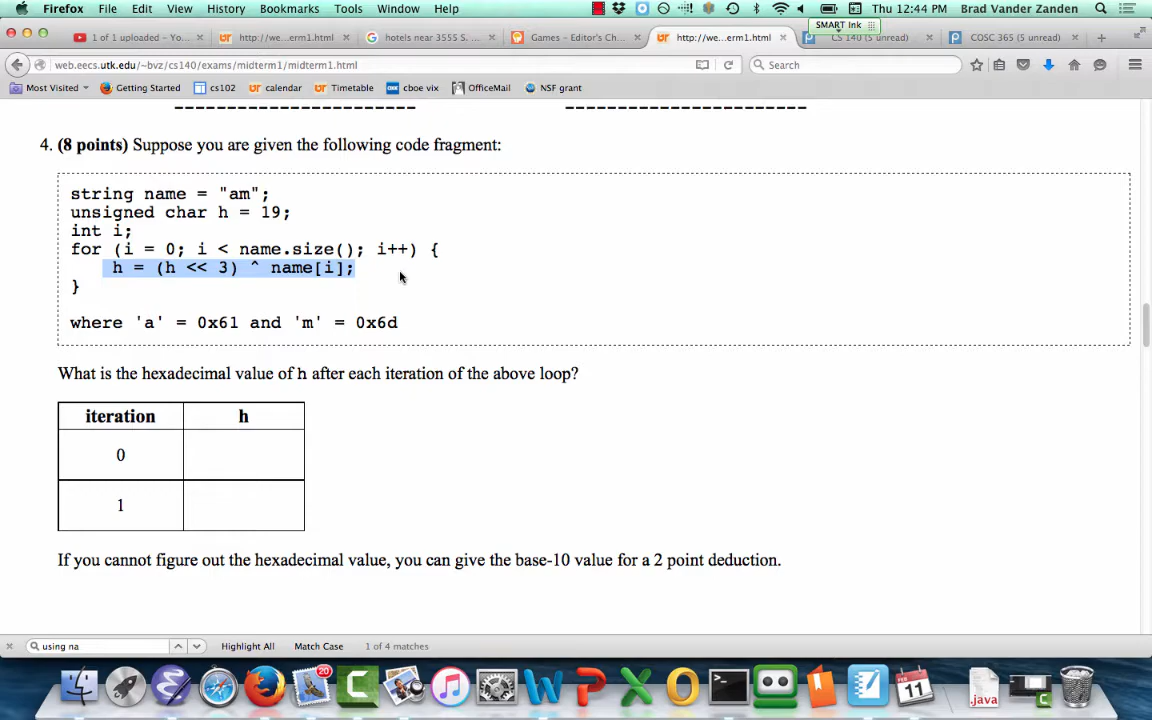 Firefox File Edit View History Bookmarks Tools Window Help Thu 12:44 PM Brad Vander Zanden
SMART Ink
1 of 1 uploaded – Yo... http://we...erm1.html hotels near 3555 S. ... Games – Editor's Ch... http://we...erm1.html CS 140 (5 unread) COSC 365 (5 unread)
web.eecs.utk.edu/~bvz/cs140/exams/midterm1/midterm1.html Search
Most Visited Getting Started cs102 calendar Timetable cboe vix OfficeMail NSF grant
4. (8 points) Suppose you are given the following code fragment:
string name = "am";
unsigned char h = 19;
int i;
for (i = 0; i < name.size(); i++) {
h = (h << 3) ^ name[i];
}
where 'a' = 0x61 and 'm' = 0x6d
What is the hexadecimal value of h after each iteration of the above loop?
iteration h
0
1
If you cannot figure out the hexadecimal value, you can give the base-10 value for a 2 point deduction.
using na Highlight All Match Case 1 of 4 matches
20
FEB
11
.java